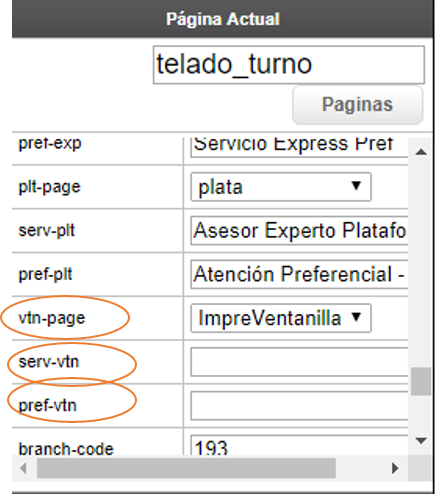 Página Actual
telado_turno
Paginas
pref-exp Servicio Express Pref
plt-page plata
serv-plt Asesor Experto Platafo
pref-plt Atención Preferencial -
vtn-page ImpreVentanilla
serv-vtn
pref-vtn
branch-code 193